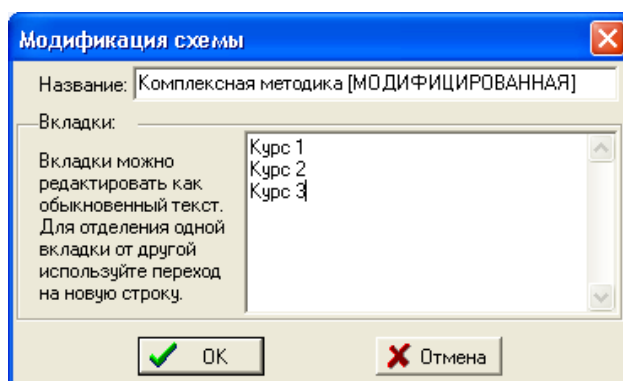 Модификация схемы
Название: Комплексная методика [МОДИФИЦИРОВАННАЯ]
Вкладки:
Вкладки можно
редактировать как
обыкновенный текст.
Для отделения одной
вкладки от другой
используйте переход
на новую строку.
Курс 1
Курс 2
Курс 3
OK
Отмена